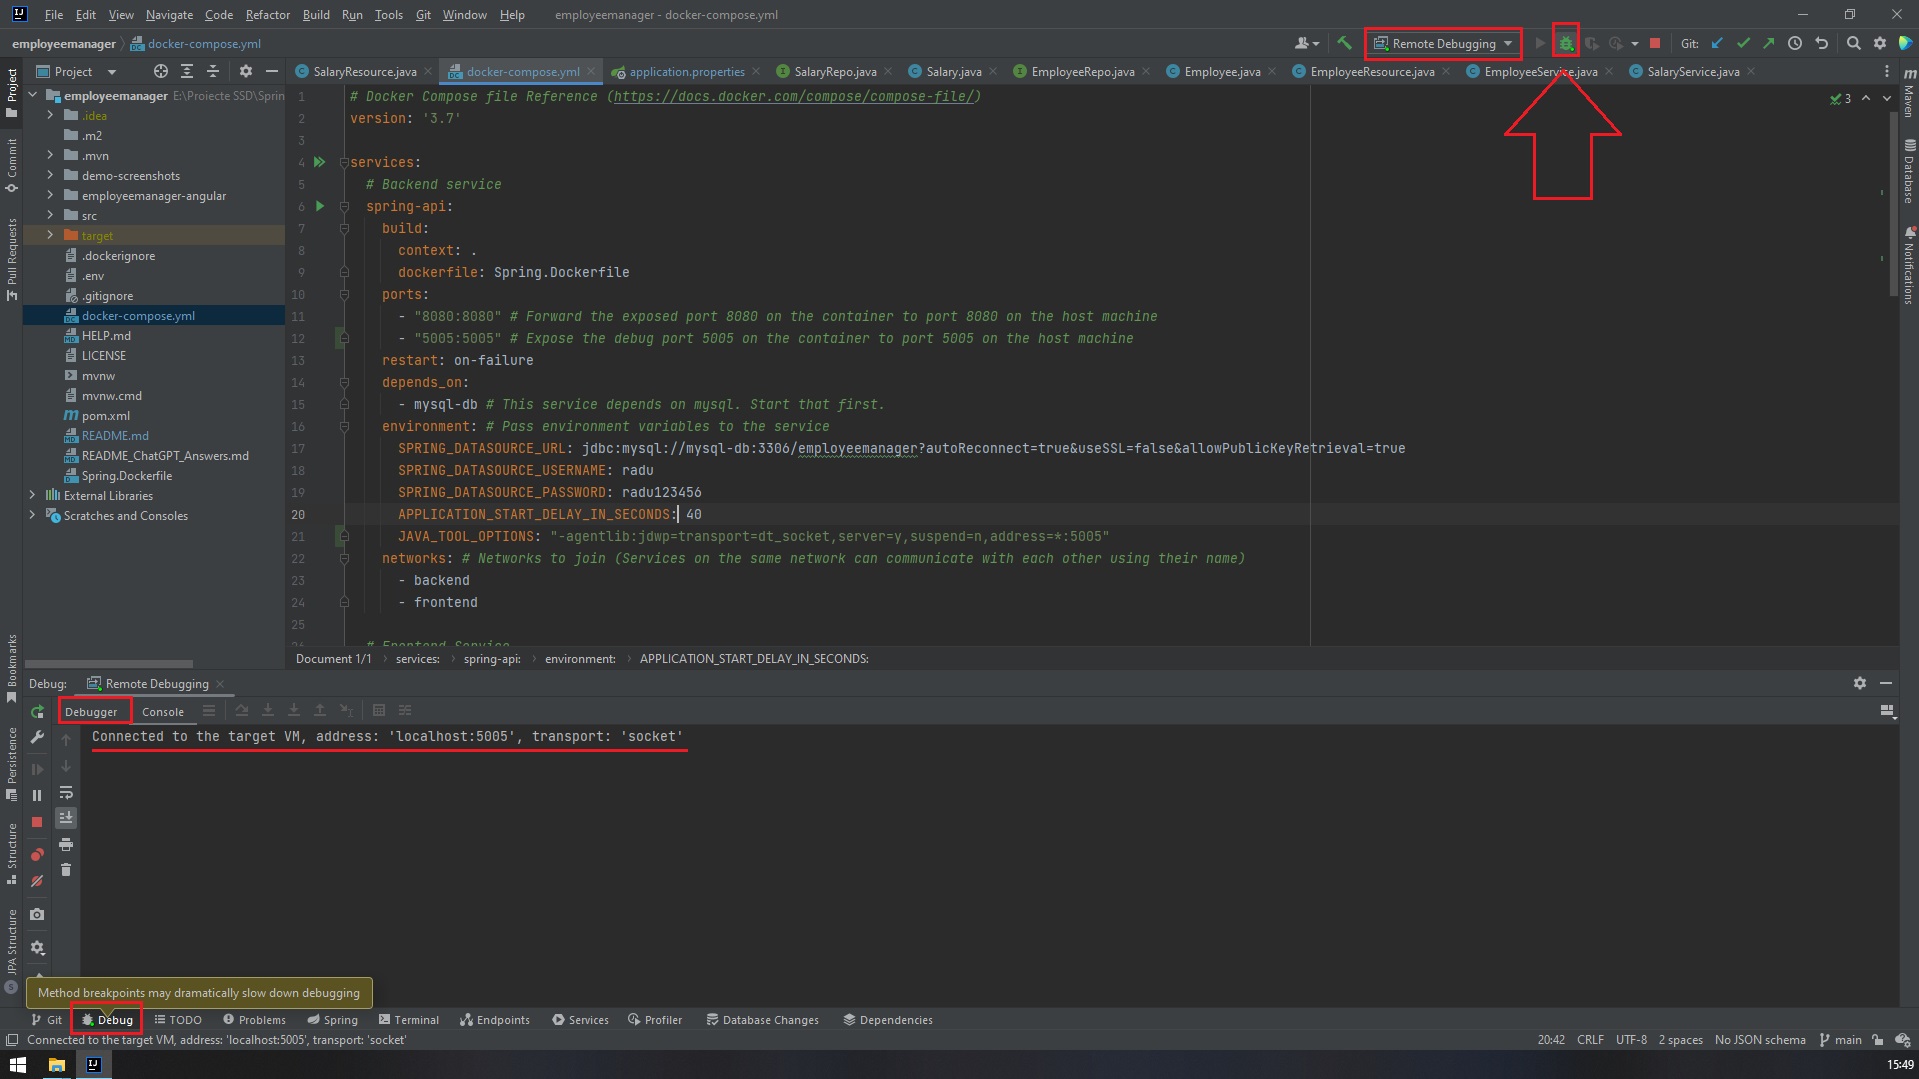 File Edit View Navigate Code Refactor Build Run Tools Git Window Help employeemanager - docker-compose.yml
employeemanager docker-compose.yml Remote Debugging Git:
Project SalaryResource.java docker-compose.yml application.properties SalaryRepo.java Salary.java EmployeeRepo.java Employee.java EmployeeResource.java EmployeeService.java SalaryService.java
employeemanager E:\Proiecte SSD\Sprin
.idea
.m2
.mvn
demo-screenshots
employeemanager-angular
src
target
.dockerignore
.env
.gitignore
docker-compose.yml
HELP.md
LICENSE
mvnw
mvnw.cmd
pom.xml
README.md
README_ChatGPT_Answers.md
Spring.Dockerfile
External Libraries
Scratches and Consoles
1 # Docker Compose file Reference (https://docs.docker.com/compose/compose-file/)
2 version: '3.7'
3
4 services:
5 # Backend service
6 spring-api:
7 build:
8 context: .
9 dockerfile: Spring.Dockerfile
10 ports:
11 - "8080:8080" # Forward the exposed port 8080 on the container to port 8080 on the host machine
12 - "5005:5005" # Expose the debug port 5005 on the container to port 5005 on the host machine
13 restart: on-failure
14 depends_on:
15 - mysql-db # This service depends on mysql. Start that first.
16 environment: # Pass environment variables to the service
17 SPRING_DATASOURCE_URL: jdbc:mysql://mysql-db:3306/employeemanager?autoReconnect=true&useSSL=false&allowPublicKeyRetrieval=true
18 SPRING_DATASOURCE_USERNAME: radu
19 SPRING_DATASOURCE_PASSWORD: radu123456
20 APPLICATION_START_DELAY_IN_SECONDS: 40
21 JAVA_TOOL_OPTIONS: "-agentlib:jdwp=transport=dt_socket,server=y,suspend=n,address=*:5005"
22 networks: # Networks to join (Services on the same network can communicate with each other using their name)
23 - backend
24 - frontend
25
26 # Frontend Service
3
Project
Commit
Pull Requests
Bookmarks
Persistence
Structure
JPA Structure
Maven
Database
Notifications
Document 1/1 services: spring-api: environment: APPLICATION_START_DELAY_IN_SECONDS:
Debug: Remote Debugging
Debugger Console
Connected to the target VM, address: 'localhost:5005', transport: 'socket'
Method breakpoints may dramatically slow down debugging
Git Debug TODO Problems Spring Terminal Endpoints Services Profiler Database Changes Dependencies
Connected to the target VM, address: 'localhost:5005', transport: 'socket' 20:42 CRLF UTF-8 2 spaces No JSON schema main
15:49